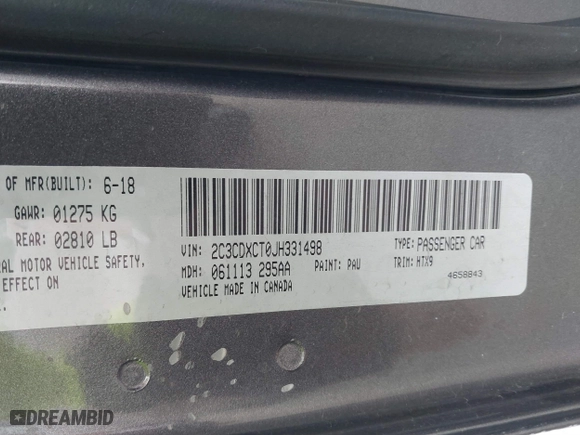 OF MFR(BUILT): 6-18
GAWR: 01275 KG
REAR: 02810 LB
MOTOR VEHICLE SAFETY,
EFFECT ON
VIN: 2C3CDXCT0JH331498
TYPE: PASSENGER CAR
MDH: 061113 295AA
PAINT: PAU
TRIM: HTX9
VEHICLE MADE IN CANADA
4658843
DREAMBID